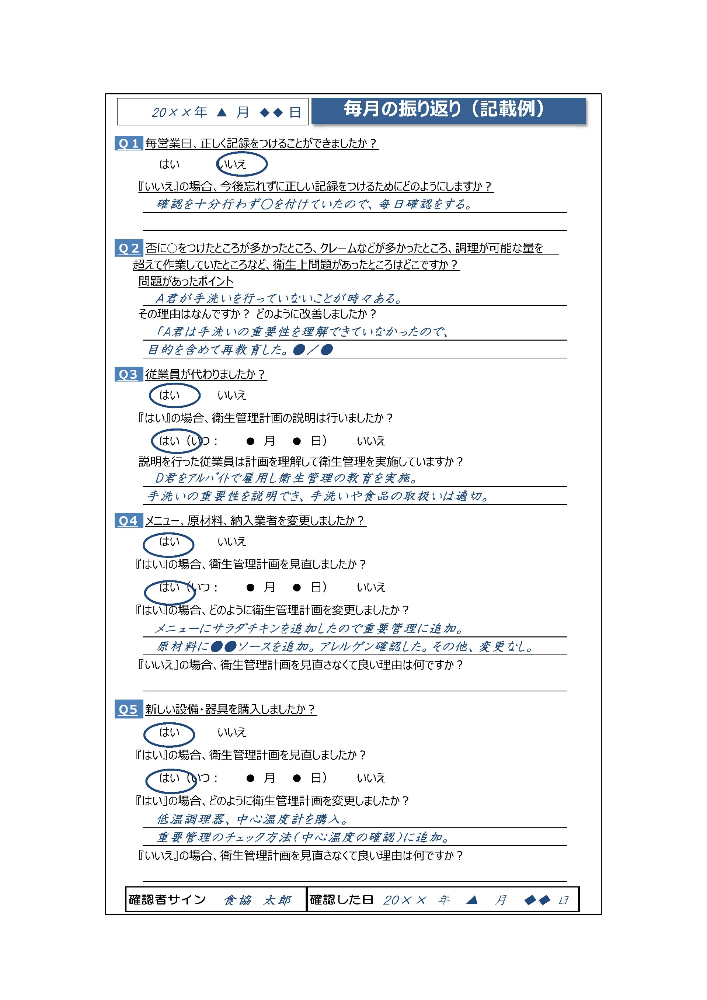 20××年 ▲ 月 ◆◆ 日
毎月の振り返り（記載例）
Q1 毎営業日、正しく記録をつけることができましたか？
はい いいえ
『いいえ』の場合、今後忘れずに正しい記録をつけるためにどのようにしますか？
確認を十分行わず〇を付けていたので、毎日確認をする。
Q2 否に○をつけたところが多かったところ、クレームなどが多かったところ、調理が可能な量を
超えて作業していたところなど、衛生上問題があったところはどこですか？
問題があったポイント
A君が手洗いを行っていないことが時々ある。
その理由はなんですか？ どのように改善しましたか？
「A君は手洗いの重要性を理解できていなかったので、
目的を含めて再教育した。●／●
Q3 従業員が代わりましたか？
はい いいえ
『はい』の場合、衛生管理計画の説明は行いましたか？
はい（いつ： ● 月 ● 日） いいえ
説明を行った従業員は計画を理解して衛生管理を実施していますか？
D君をアルバイトで雇用し衛生管理の教育を実施。
手洗いの重要性を説明でき、手洗いや食品の取扱いは適切。
Q4 メニュー、原材料、納入業者を変更しましたか？
はい いいえ
『はい』の場合、衛生管理計画を見直しましたか？
はい（いつ： ● 月 ● 日） いいえ
『はい』の場合、どのように衛生管理計画を変更しましたか？
メニューにサラダチキンを追加したので重要管理に追加。
原材料に●●ソースを追加。アレルゲン確認した。その他、変更なし。
『いいえ』の場合、衛生管理計画を見直さなくて良い理由は何ですか？
Q5 新しい設備・器具を購入しましたか？
はい いいえ
『はい』の場合、衛生管理計画を見直しましたか？
はい（いつ： ● 月 ● 日） いいえ
『はい』の場合、どのように衛生管理計画を変更しましたか？
低温調理器、中心温度計を購入。
重要管理のチェック方法（中心温度の確認）に追加。
『いいえ』の場合、衛生管理計画を見直さなくて良い理由は何ですか？
確認者サイン 食協 太郎 確認した日 20×× 年 ▲ 月 ◆◆ 日